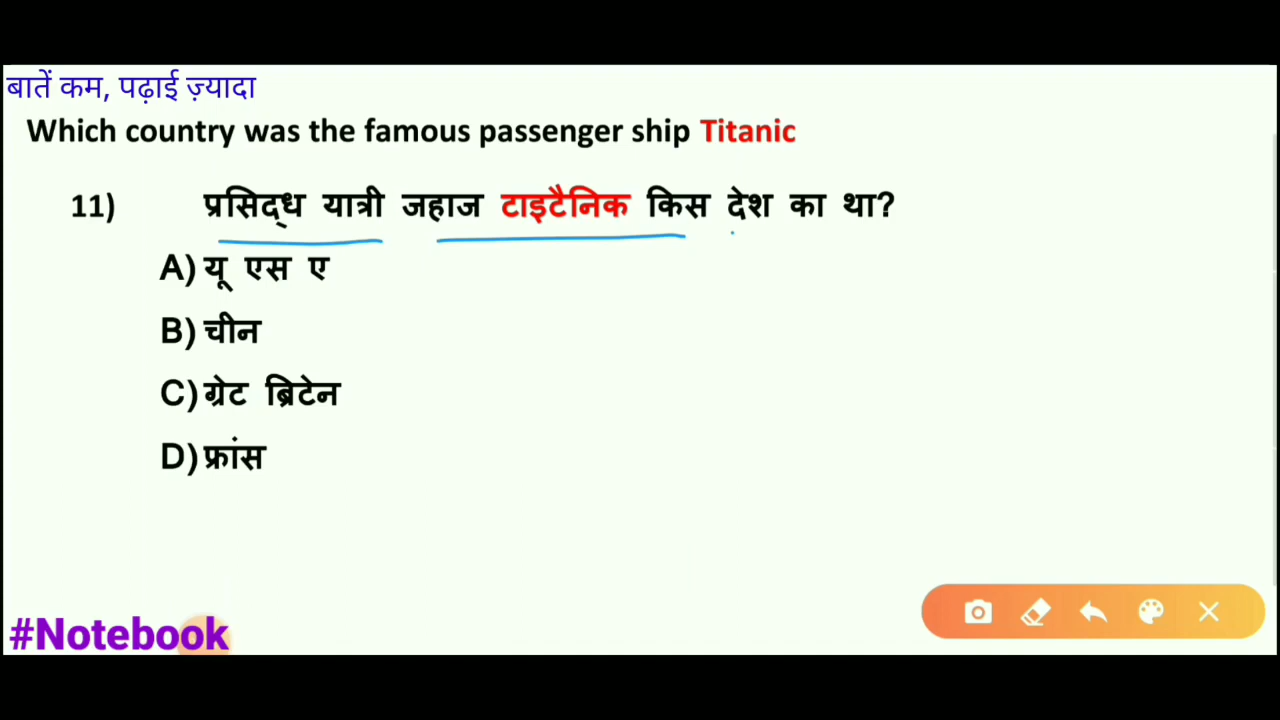 बातें कम, पढ़ाई ज़्यादा
Which country was the famous passenger ship Titanic
11) प्रसिद्ध यात्री जहाज टाइटैनिक किस देश का था?
A) यू एस ए
B) चीन
C) ग्रेट ब्रिटेन
D) फ्रांस
#Notebook